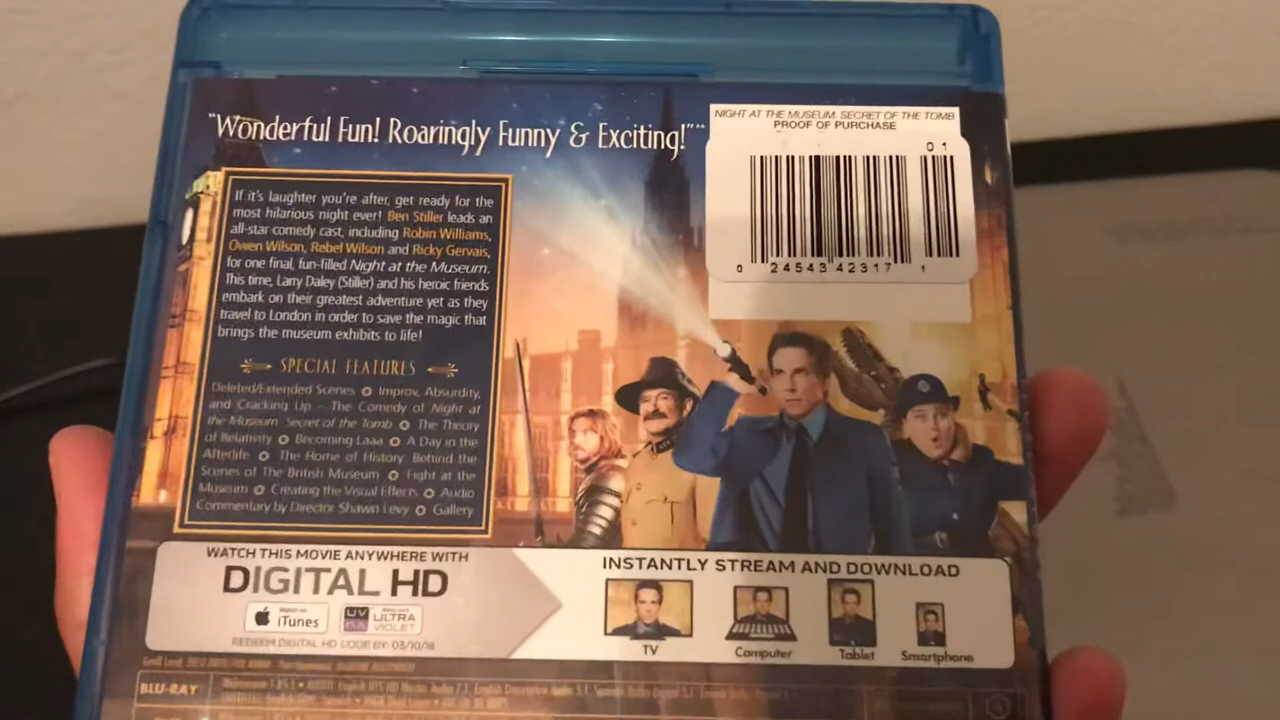 "Wonderful Fun! Roaringly Funny & Exciting!"**
NIGHT AT THE MUSEUM: SECRET OF THE TOMB
PROOF OF PURCHASE
01
0 24543 42317 1
If it's laughter you're after, get ready for the
most hilarious night ever! Ben Stiller leads an
all-star comedy cast, including Robin Williams,
Owen Wilson, Rebel Wilson and Ricky Gervais,
for one final, fun-filled Night at the Museum.
This time, Larry Daley (Stiller) and his heroic friends
embark on their greatest adventure yet as they
travel to London in order to save the magic that
brings the museum exhibits to life!
SPECIAL FEATURES
Deleted/Extended Scenes ✪ Improv, Absurdity,
and Cracking Up – The Comedy of Night at
the Museum: Secret of the Tomb ✪ The Theory
of Relativity ✪ Becoming Laaa ✪ A Day in the
Afterlife ✪ The Home of History: Behind the
Scenes of The British Museum ✪ Fight at the
Museum ✪ Creating the Visual Effects ✪ Audio
Commentary by Director Shawn Levy ✪ Gallery
WATCH THIS MOVIE ANYWHERE WITH
DIGITAL HD
iTunes
UV
ULTRA
VIOLET
REDEEM DIGITAL HD CODE BY: 03/10/18
INSTANTLY STREAM AND DOWNLOAD
TV
Computer
Tablet
Smartphone
BLU-RAY